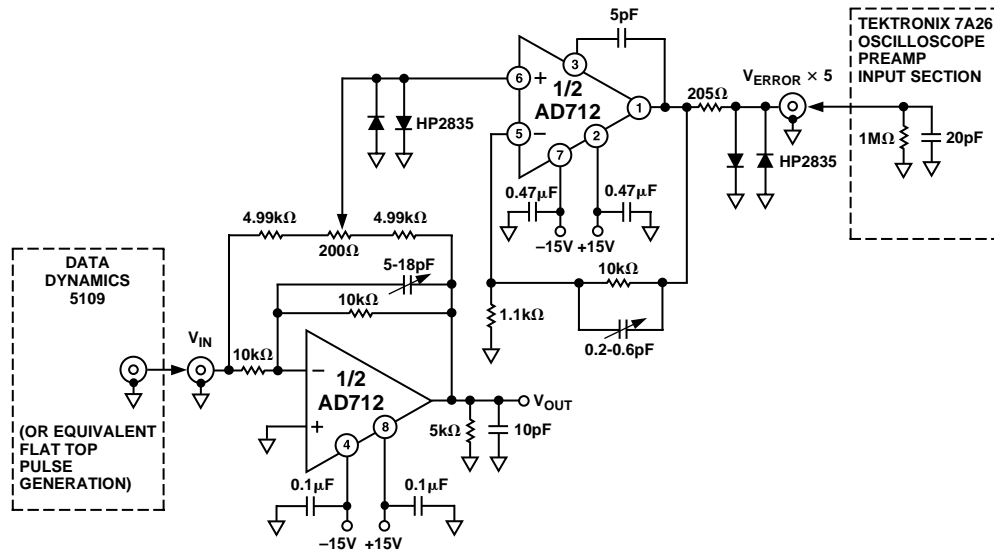 5pF
TEKTRONIX 7A26
OSCILLOSCOPE
PREAMP
INPUT SECTION
3
6
+
1/2
AD712
1
205Ω
VERROR × 5
HP2835
5
–
2
7
1MΩ
20pF
HP2835
0.47µF
0.47µF
–15V
+15V
4.99kΩ
4.99kΩ
200Ω
5-18pF
10kΩ
10kΩ
1.1kΩ
0.2-0.6pF
DATA
DYNAMICS
5109
VIN
10kΩ
–
1/2
AD712
+
8
4
VOUT
5kΩ
10pF
(OR EQUIVALENT
FLAT TOP
PULSE
GENERATION)
0.1µF
0.1µF
–15V
+15V